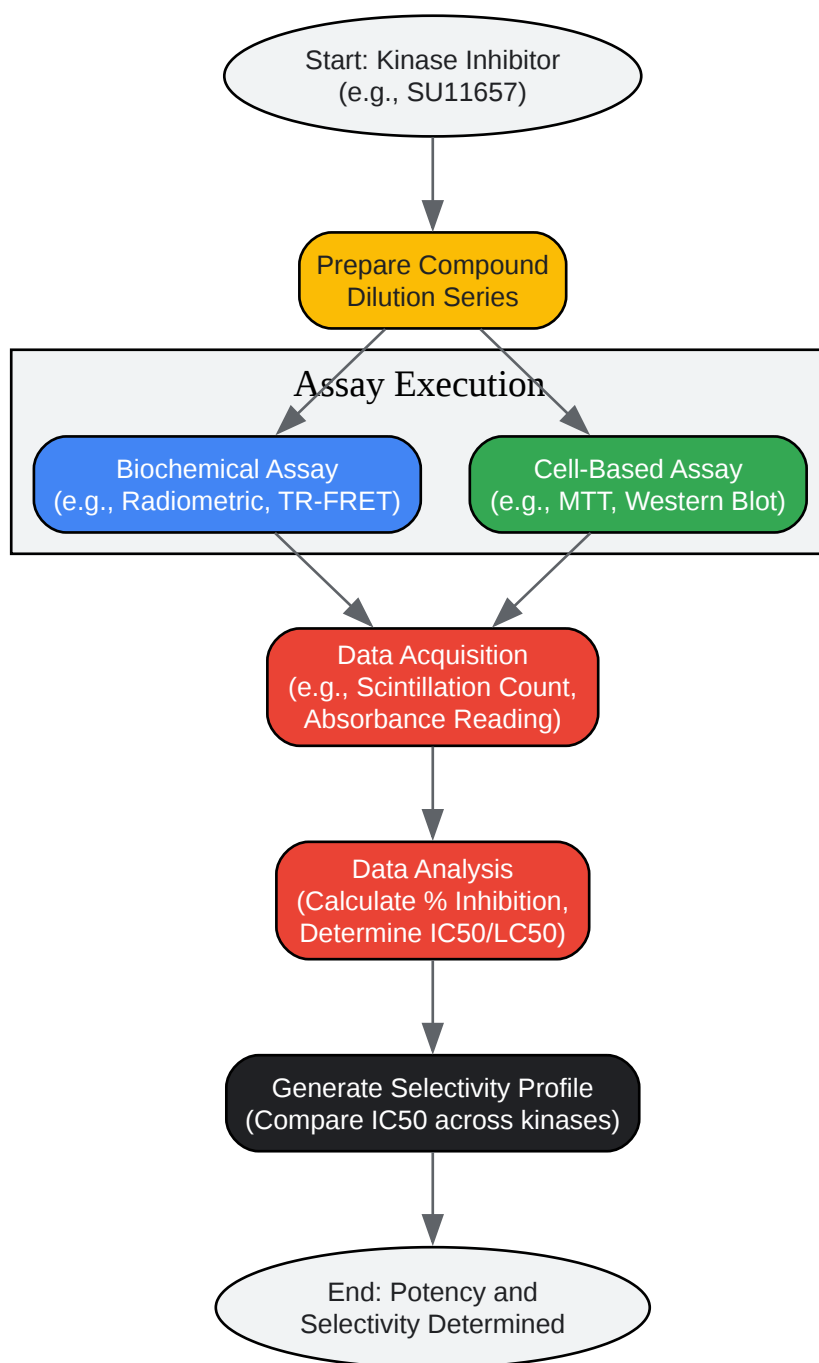 Start: Kinase Inhibitor
(e.g., SU11657)
Prepare Compound
Dilution Series
Assay Execution
Biochemical Assay
(e.g., Radiometric, TR-FRET)
Cell-Based Assay
(e.g., MTT, Western Blot)
Data Acquisition
(e.g., Scintillation Count,
Absorbance Reading)
Data Analysis
(Calculate % Inhibition,
Determine IC50/LC50)
Generate Selectivity Profile
(Compare IC50 across kinases)
End: Potency and
Selectivity Determined